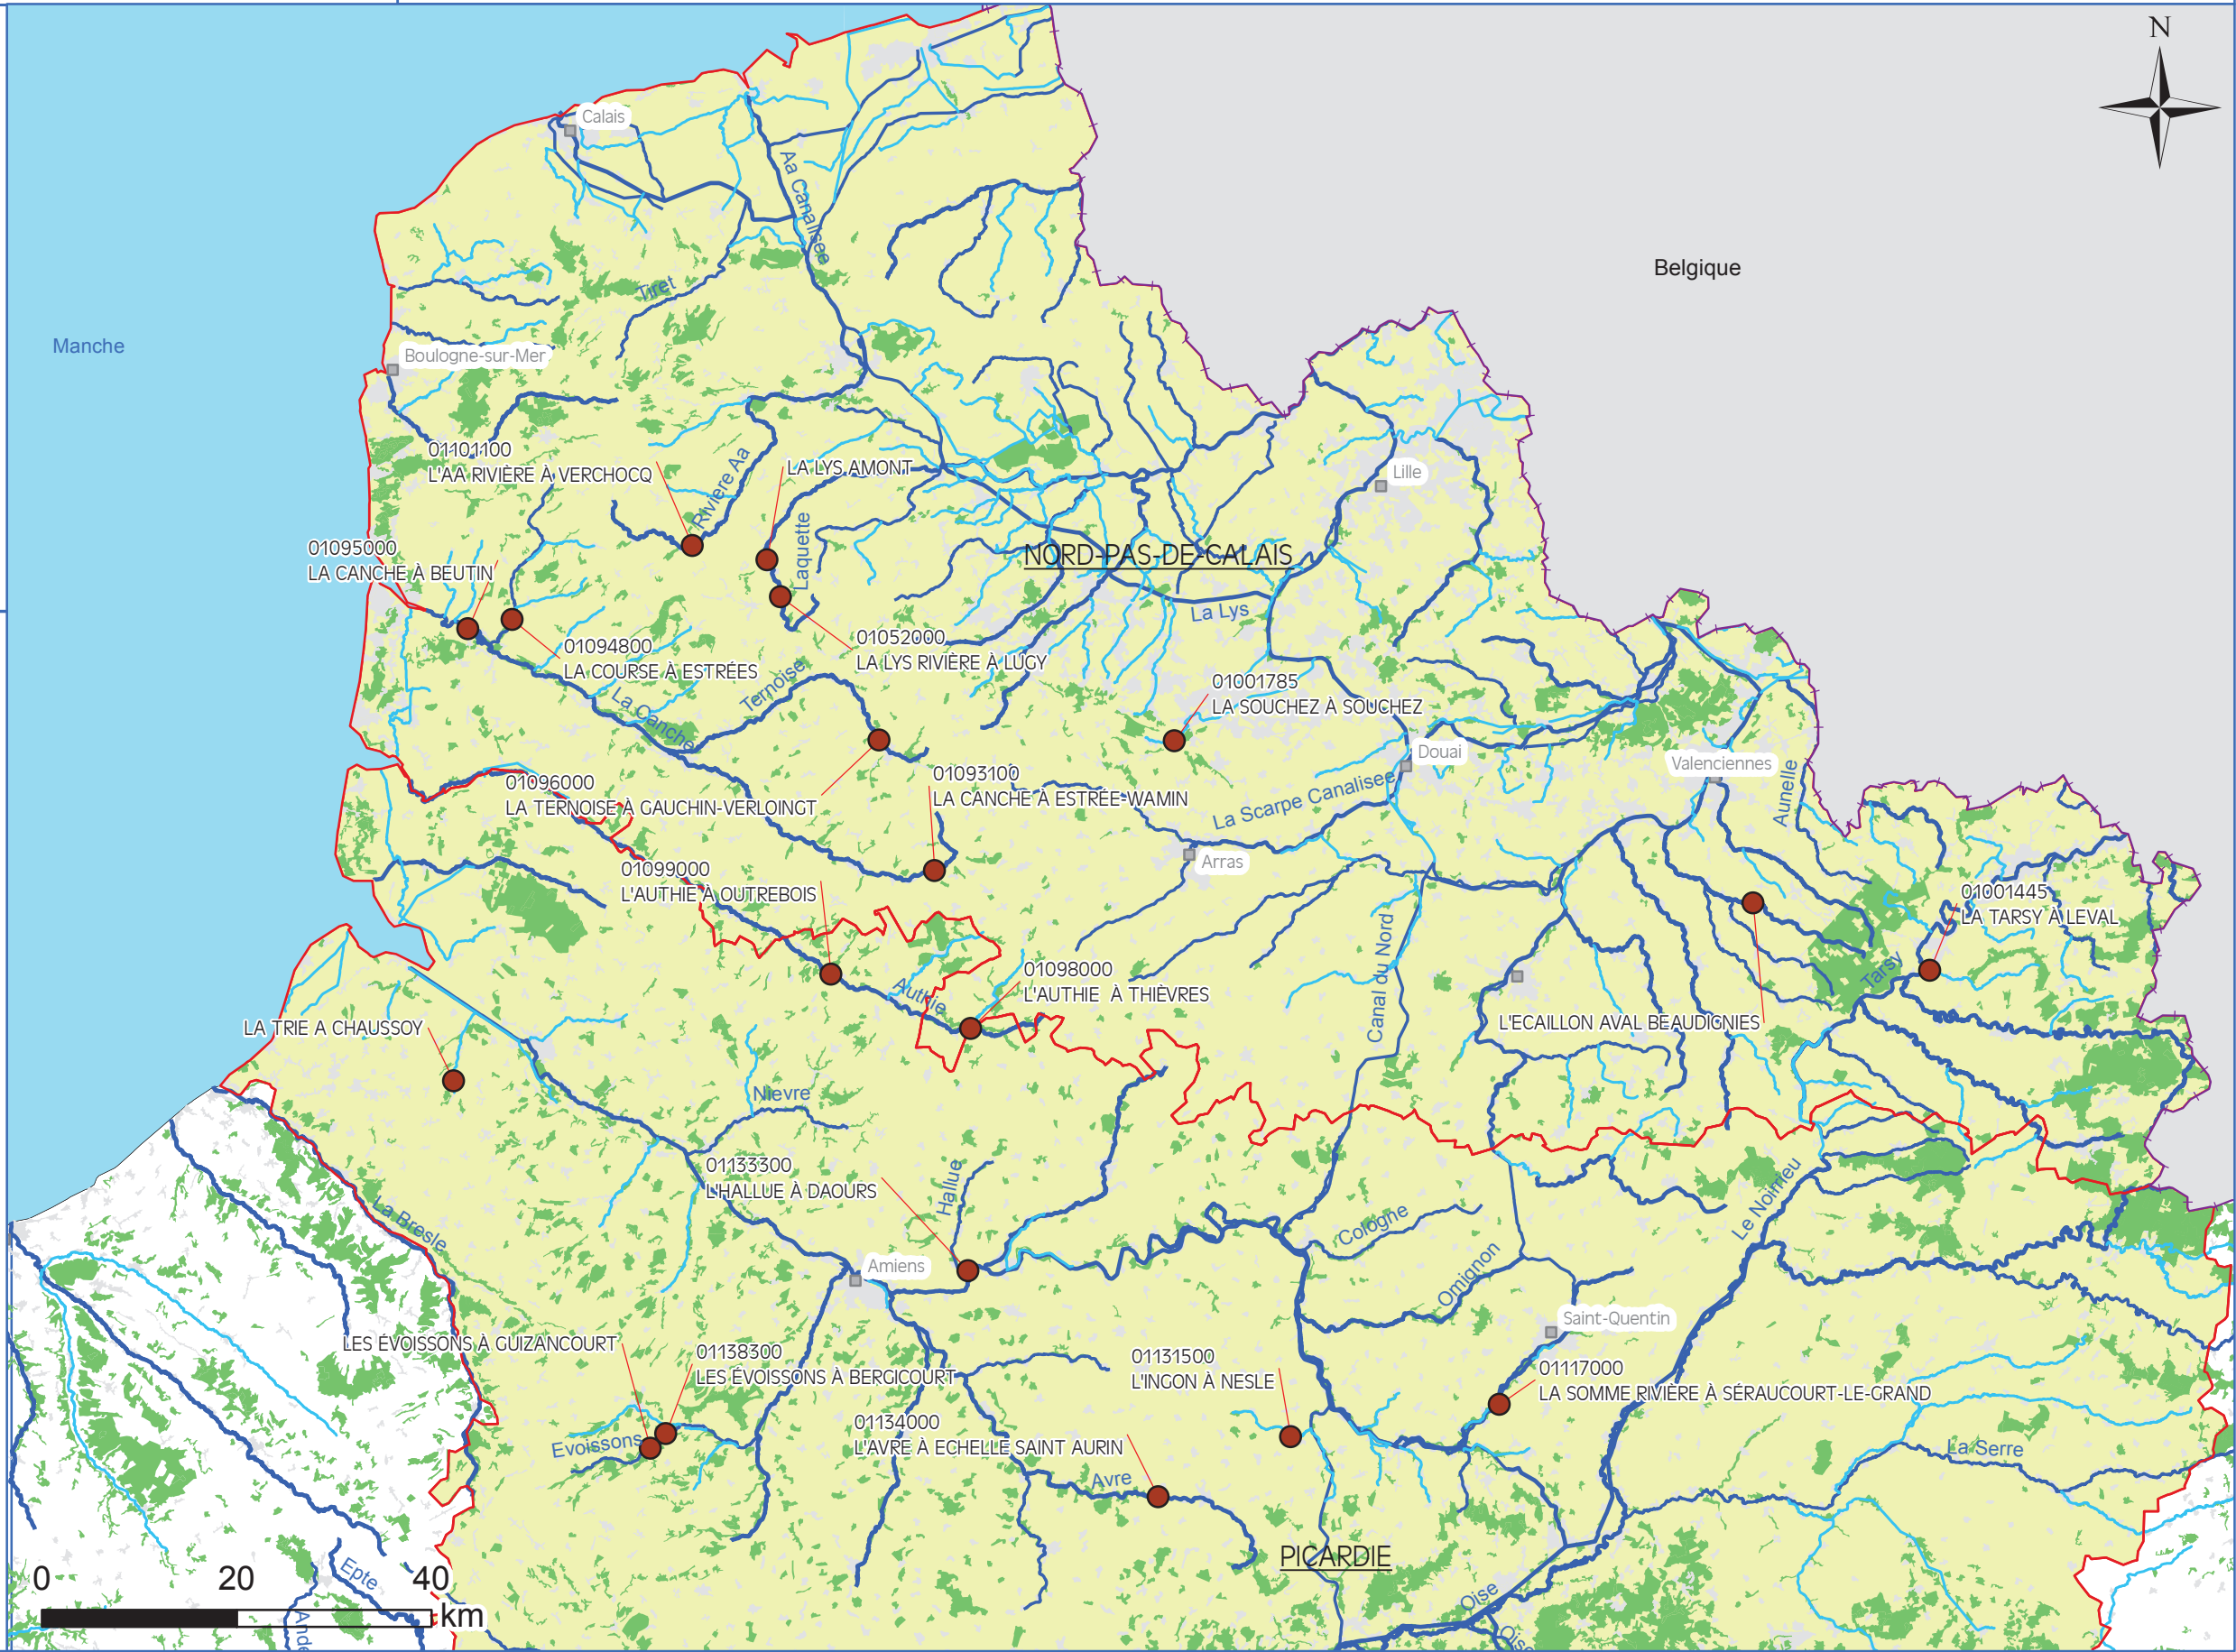 N
Calais
Aa Canalisee
Belgique
Tiret
Manche
Boulogne-sur-Mer
01101100
L'AA RIVIÈRE À VERCHOCQ
Riviere Aa
LA LYS AMONT
Lille
Laquette
01095000
LA CANCHE À BEUTIN
NORD-PAS-DE-CALAIS
La Lys
01094800
LA COURSE À ESTRÉES
01052000
LA LYS RIVIÈRE À LUGY
Ternoise
La Canche
01001785
LA SOUCHEZ À SOUCHEZ
Douai
Valenciennes
Aunelle
01096000
LA TERNOISE À GAUCHIN-VERLOINGT
01093100
LA CANCHE À ESTRÉE-WAMIN
La Scarpe Canalisee
Arras
01099000
L'AUTHIE À OUTREBOIS
01001445
LA TARSY À LEVAL
Tarsy
Canal du Nord
01098000
L'AUTHIE À THIÈVRES
Authie
L'ECAILLON AVAL BEAUDIGNIES
LA TRIE A CHAUSSOY
Nievre
01133300
L'HALLUE À DAOURS
Hallue
La Bresle
Cologne
Le Noirrieu
Omignon
Amiens
Saint-Quentin
LES ÉVOISSONS À GUIZANCOURT
01138300
LES ÉVOISSONS À BERGICOURT
01131500
L'INGON À NESLE
01117000
LA SOMME RIVIÈRE À SÉRAUCOURT-LE-GRAND
01134000
L'AVRE À ECHELLE SAINT AURIN
Evoissons
Avre
La Serre
PICARDIE
Oise
Oise
Epte
Ande
0 20 40
km